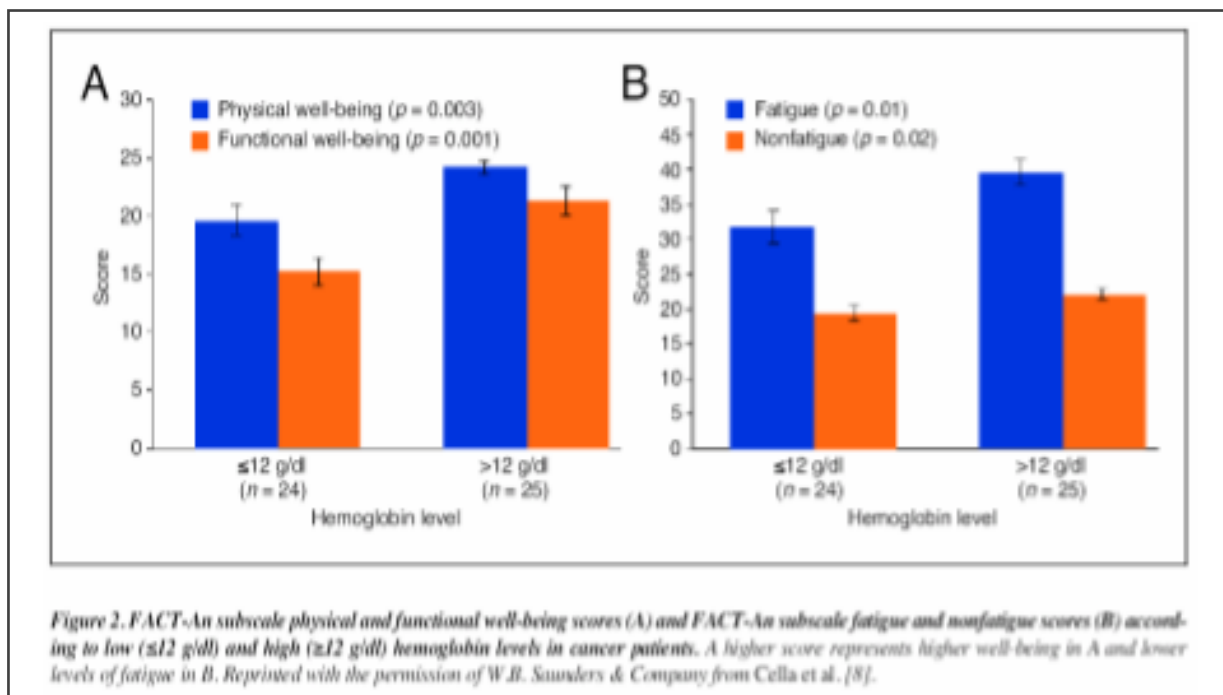 A
30
25
20
15
10
5
0
Score
Physical well-being (p = 0.003)
Functional well-being (p = 0.001)
≤12 g/dl
(n = 24)
>12 g/dl
(n = 25)
Hemoglobin level
B
50
45
40
35
30
25
20
15
10
5
0
Score
Fatigue (p = 0.01)
Nonfatigue (p = 0.02)
≤12 g/dl
(n = 24)
>12 g/dl
(n = 25)
Hemoglobin level
Figure 2. FACT-An subscale physical and functional well-being scores (A) and FACT-An subscale fatigue and nonfatigue scores (B) accord-
ing to low (≤12 g/dl) and high (≥12 g/dl) hemoglobin levels in cancer patients. A higher score represents higher well-being in A and lower
levels of fatigue in B. Reprinted with the permission of W.B. Saunders & Company from Cella et al. [8].